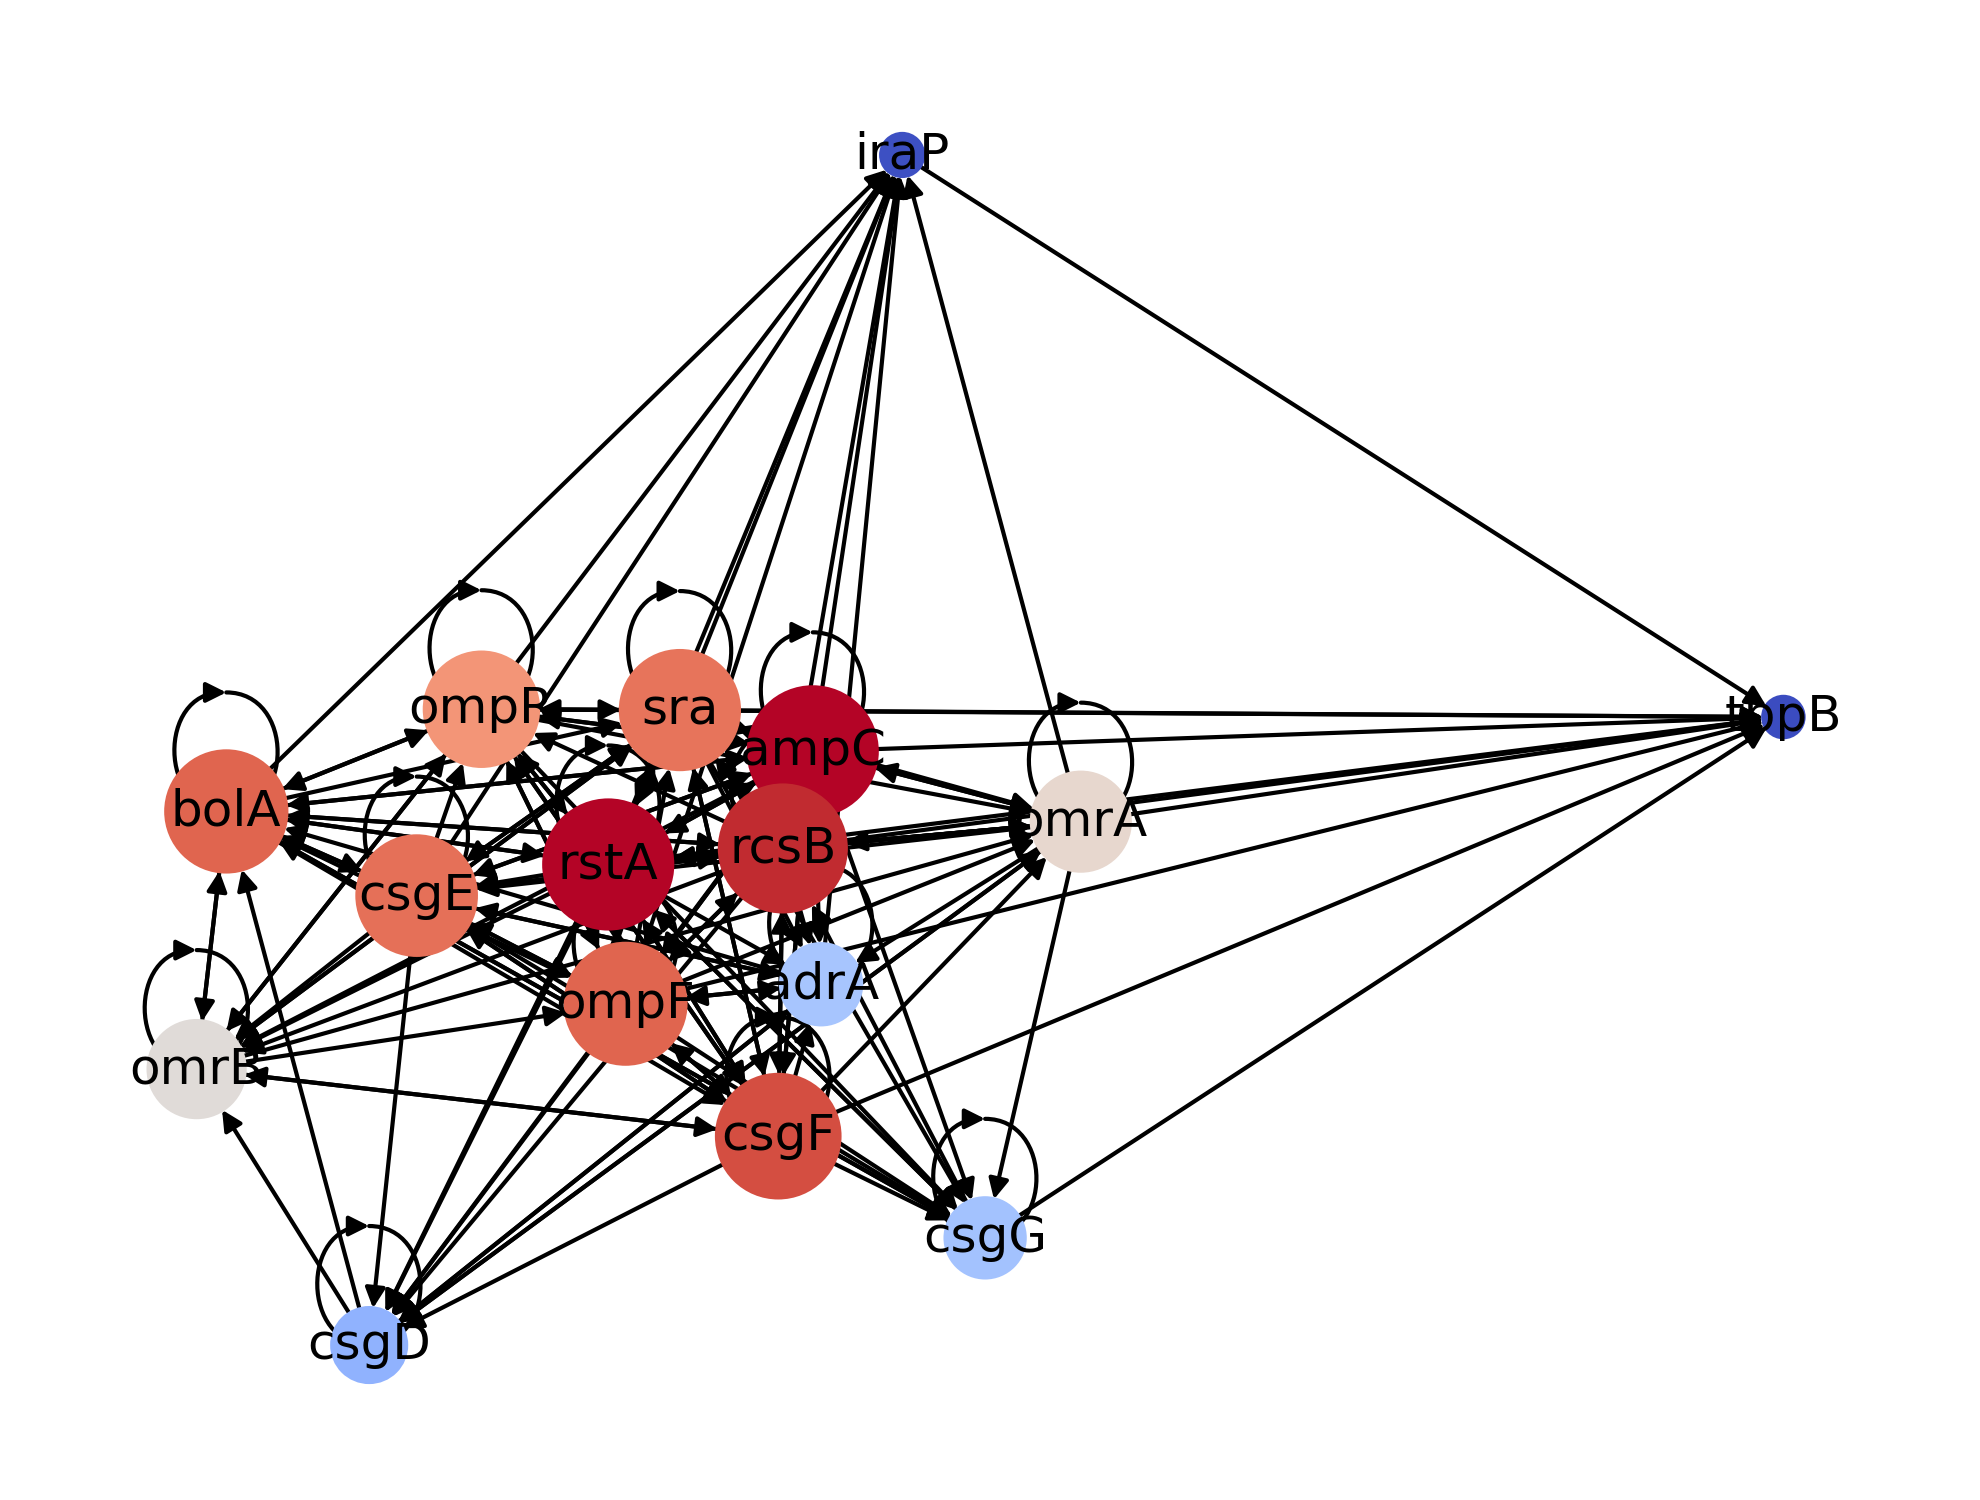 iraP
ompR
sra
topB
ampC
bolA
omrA
rcsB
rstA
csgE
adrA
ompF
omrB
csgF
csgG
csgD